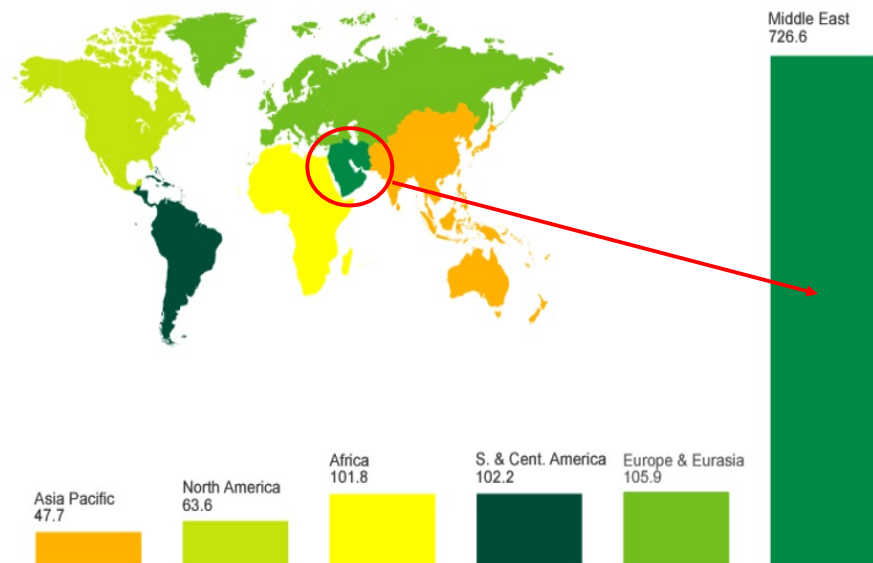 Middle East
726.6
Asia Pacific
47.7
North America
63.6
Africa
101.8
S. & Cent. America
102.2
Europe & Eurasia
105.9